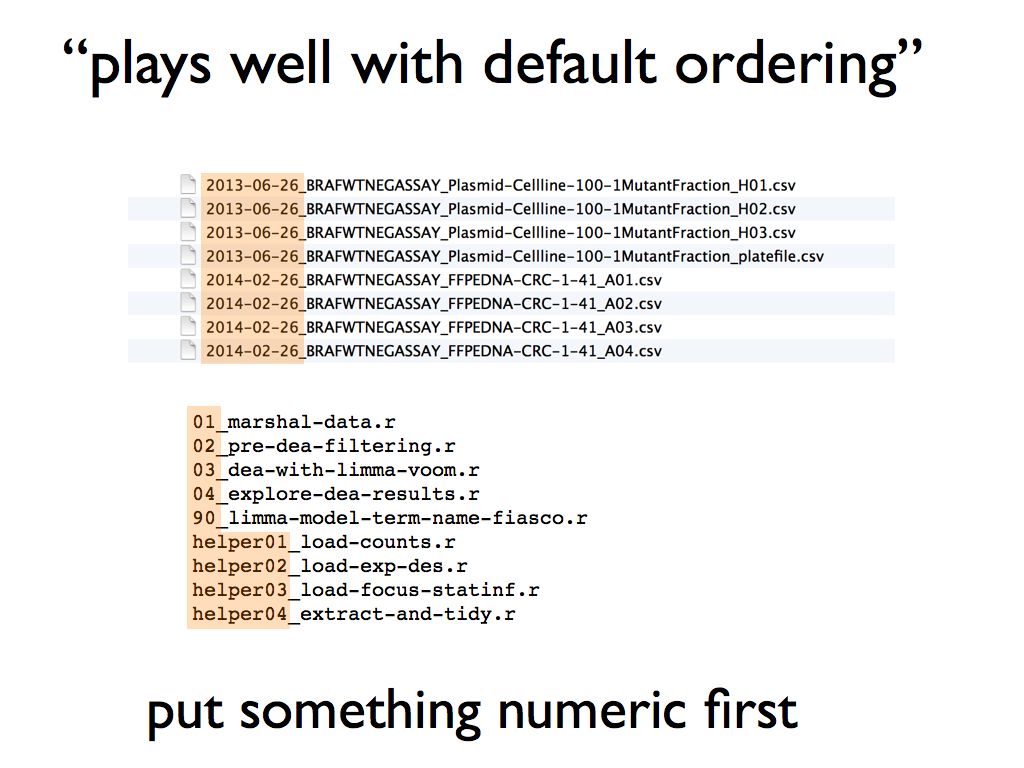 “plays well with default ordering”
2013-06-26_BRAFWTNEGASSAY_Plasmid-Cellline-100-1MutantFraction_H01.csv
2013-06-26_BRAFWTNEGASSAY_Plasmid-Cellline-100-1MutantFraction_H02.csv
2013-06-26_BRAFWTNEGASSAY_Plasmid-Cellline-100-1MutantFraction_H03.csv
2013-06-26_BRAFWTNEGASSAY_Plasmid-Cellline-100-1MutantFraction_platefile.csv
2014-02-26_BRAFWTNEGASSAY_FFPEDNA-CRC-1-41_A01.csv
2014-02-26_BRAFWTNEGASSAY_FFPEDNA-CRC-1-41_A02.csv
2014-02-26_BRAFWTNEGASSAY_FFPEDNA-CRC-1-41_A03.csv
2014-02-26_BRAFWTNEGASSAY_FFPEDNA-CRC-1-41_A04.csv
01_marshal-data.r
02_pre-dea-filtering.r
03_dea-with-limma-voom.r
04_explore-dea-results.r
90_limma-model-term-name-fiasco.r
helper01_load-counts.r
helper02_load-exp-des.r
helper03_load-focus-statinf.r
helper04_extract-and-tidy.r
put something numeric first